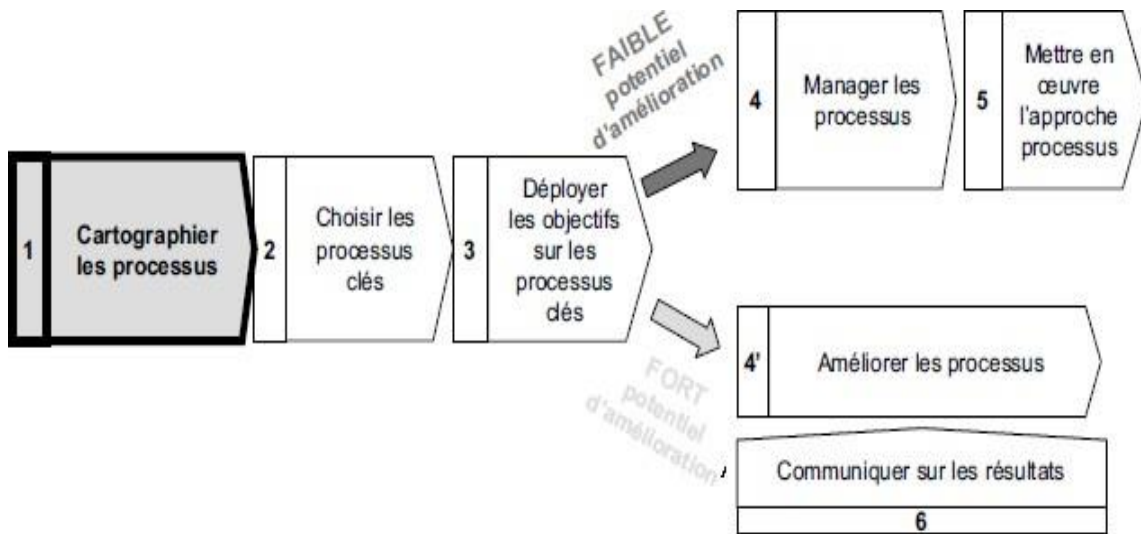 1
Cartographier
les processus
2
Choisir les
processus
clés
3
Déployer
les objectifs
sur les
processus
clés
FAIBLE
potentiel
d'amélioration
4
Manager les
processus
5
Mettre en
œuvre
l'approche
processus
FORT
potentiel
d'amélioration
4'
Améliorer les processus
Communiquer sur les résultats
6